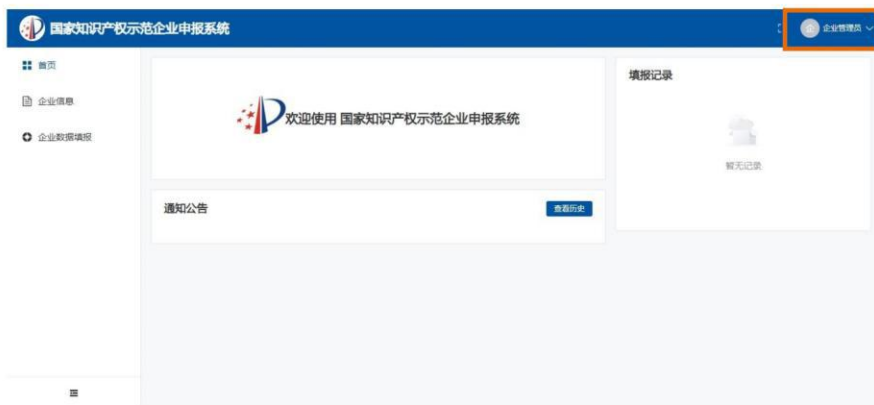 国家知识产权示范企业申报系统
企 企业管理员
首页
企业信息
企业数据填报
欢迎使用 国家知识产权示范企业申报系统
填报记录
暂无记录
通知公告
查看历史